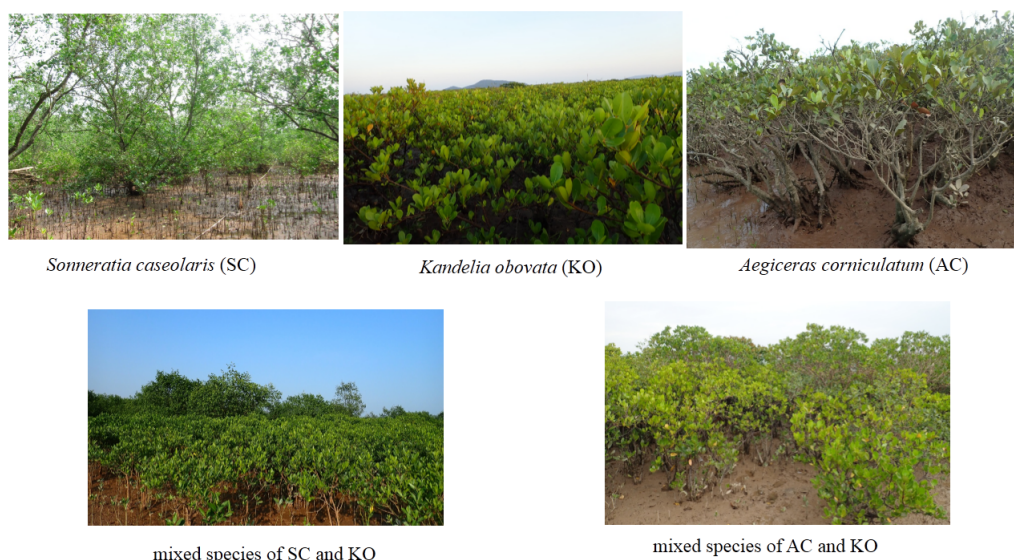 Sonneratia caseolaris (SC)
Kandelia obovata (KO)
Aegiceras corniculatum (AC)
mixed species of SC and KO
mixed species of AC and KO